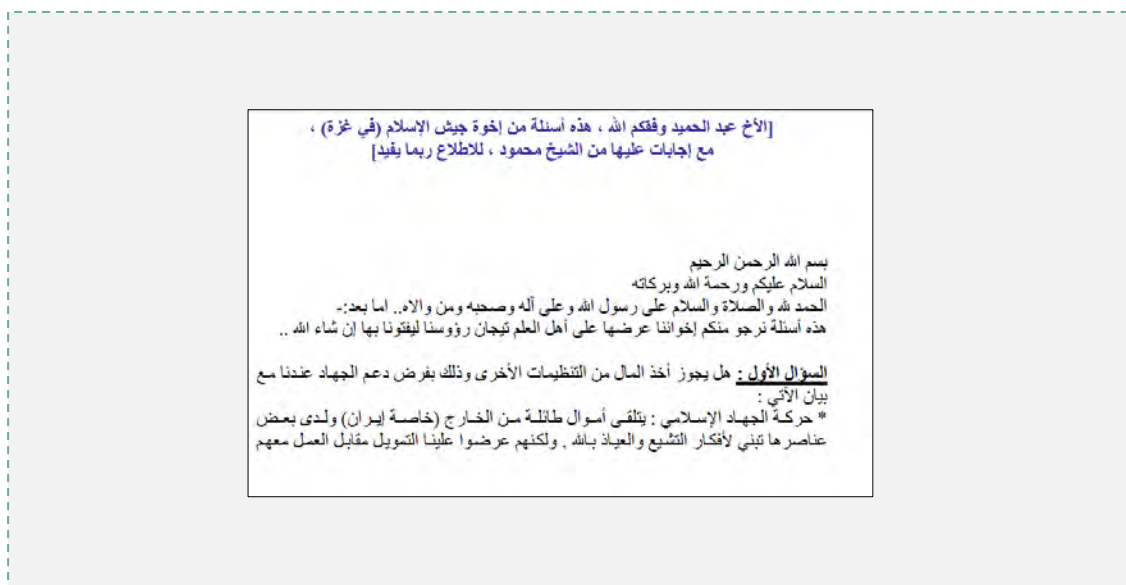 [الأخ عبد الحميد وفقكم الله ، هذه أسئلة من إخوة جيش الإسلام (في غزة) ،
مع إجابات عليها من الشيخ محمود ، للاطلاع ربما يفيد]
بسم الله الرحمن الرحيم
السلام عليكم ورحمة الله وبركاته
الحمد لله والصلاة والسلام على رسول الله وعلى آله وصحبه ومن والاه.. اما بعد:-
هذه أسئلة نرجو منكم إخواننا عرضها على أهل العلم تيجان رؤوسنا ليفتونا بها إن شاء الله ..
السؤال الأول : هل يجوز أخذ المال من التنظيمات الأخرى وذلك بفرض دعم الجهاد عندنا مع
بيان الآتي :
* حركة الجهاد الإسلامي : يتلقى أموال طائلة من الخارج (خاصة إيران) ولدى بعض
عناصرها تبني لأفكار التشيع والعياذ بالله . ولكنهم عرضوا علينا التمويل مقابل العمل معهم